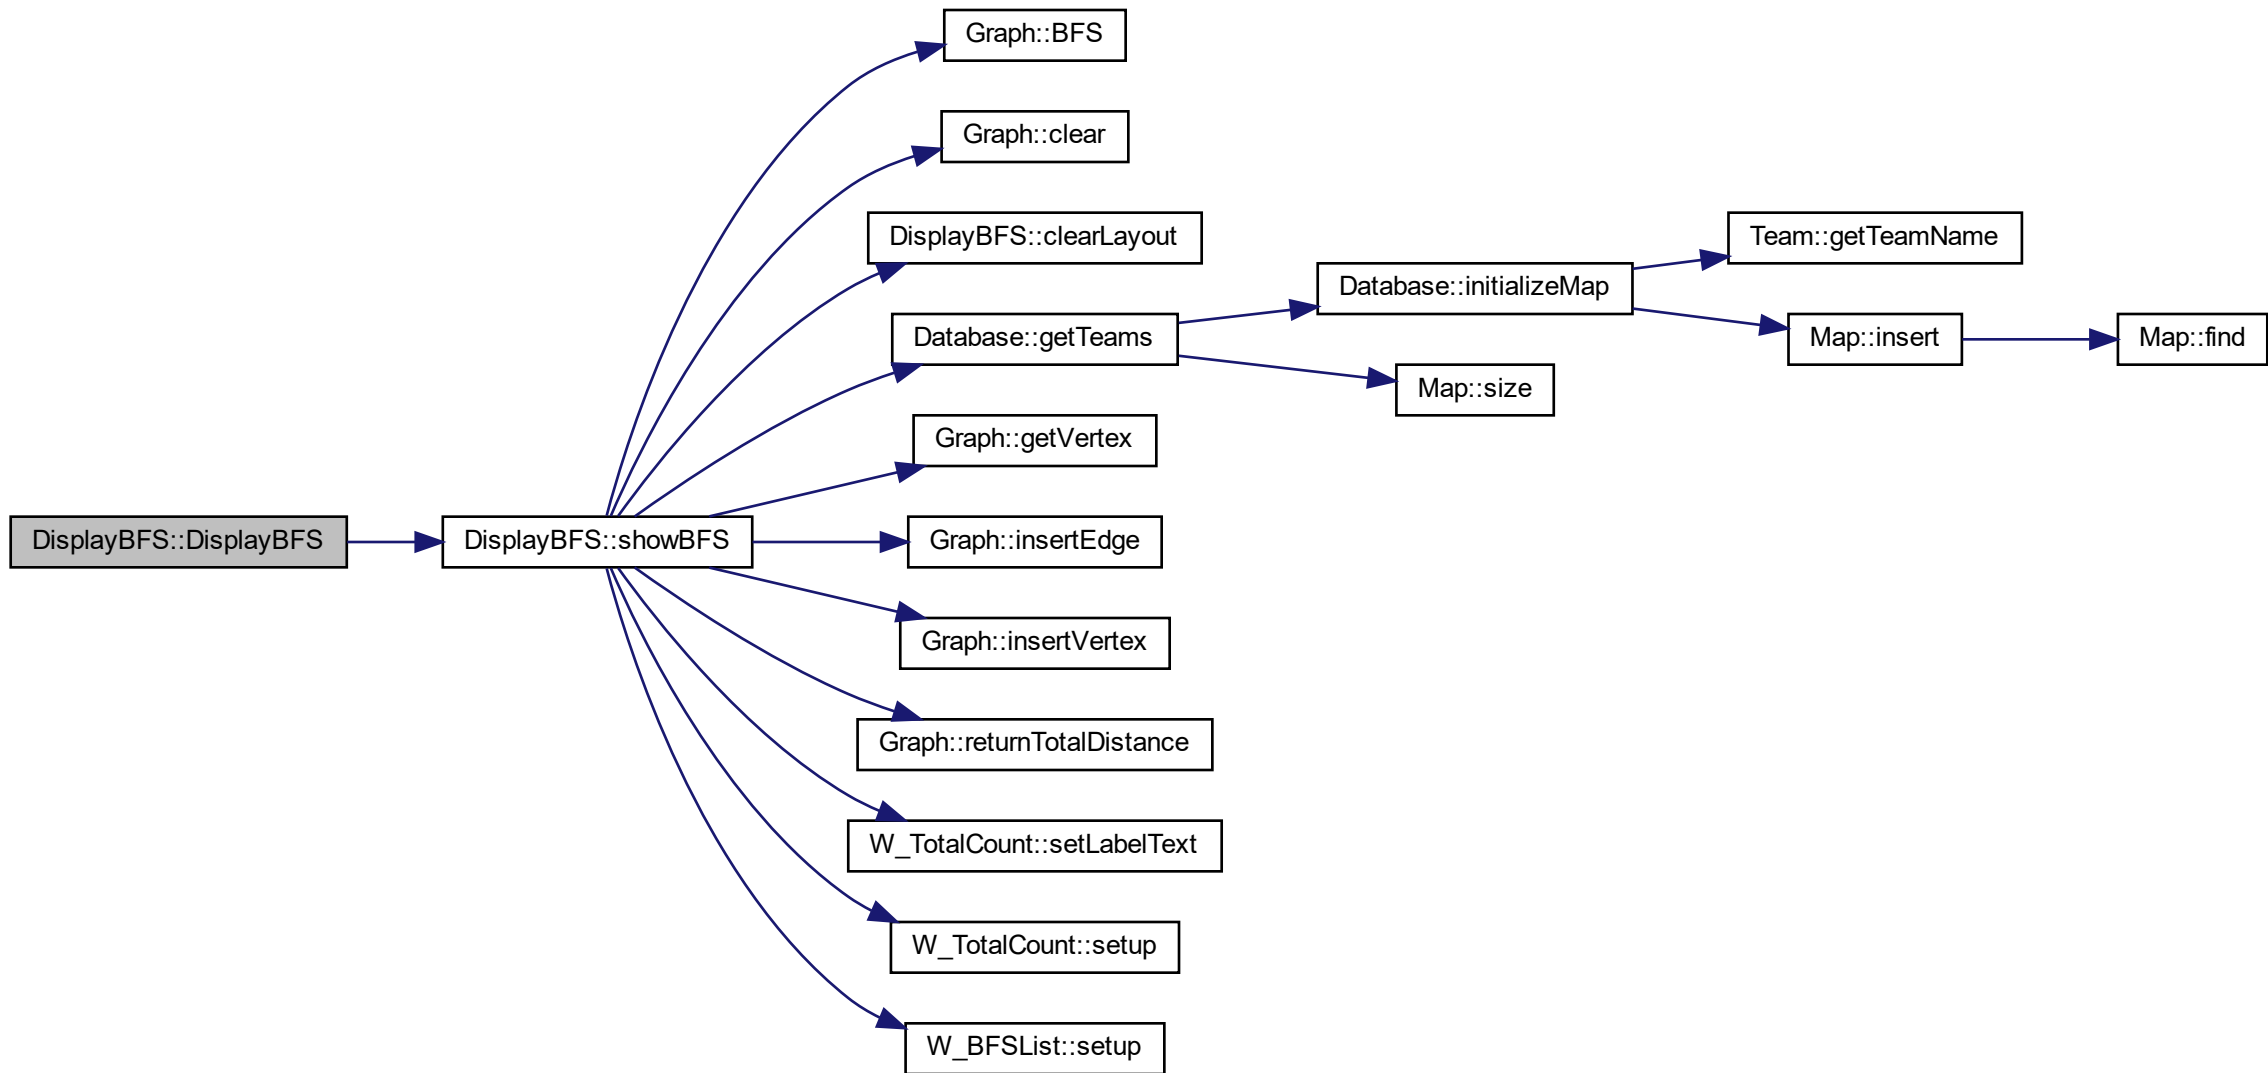 Graph::BFS
Graph::clear
DisplayBFS::clearLayout
Team::getTeamName
Database::initializeMap
Database::getTeams
Map::insert
Map::find
Map::size
Graph::getVertex
DisplayBFS::DisplayBFS
DisplayBFS::showBFS
Graph::insertEdge
Graph::insertVertex
Graph::returnTotalDistance
W_TotalCount::setLabelText
W_TotalCount::setup
W_BFSList::setup